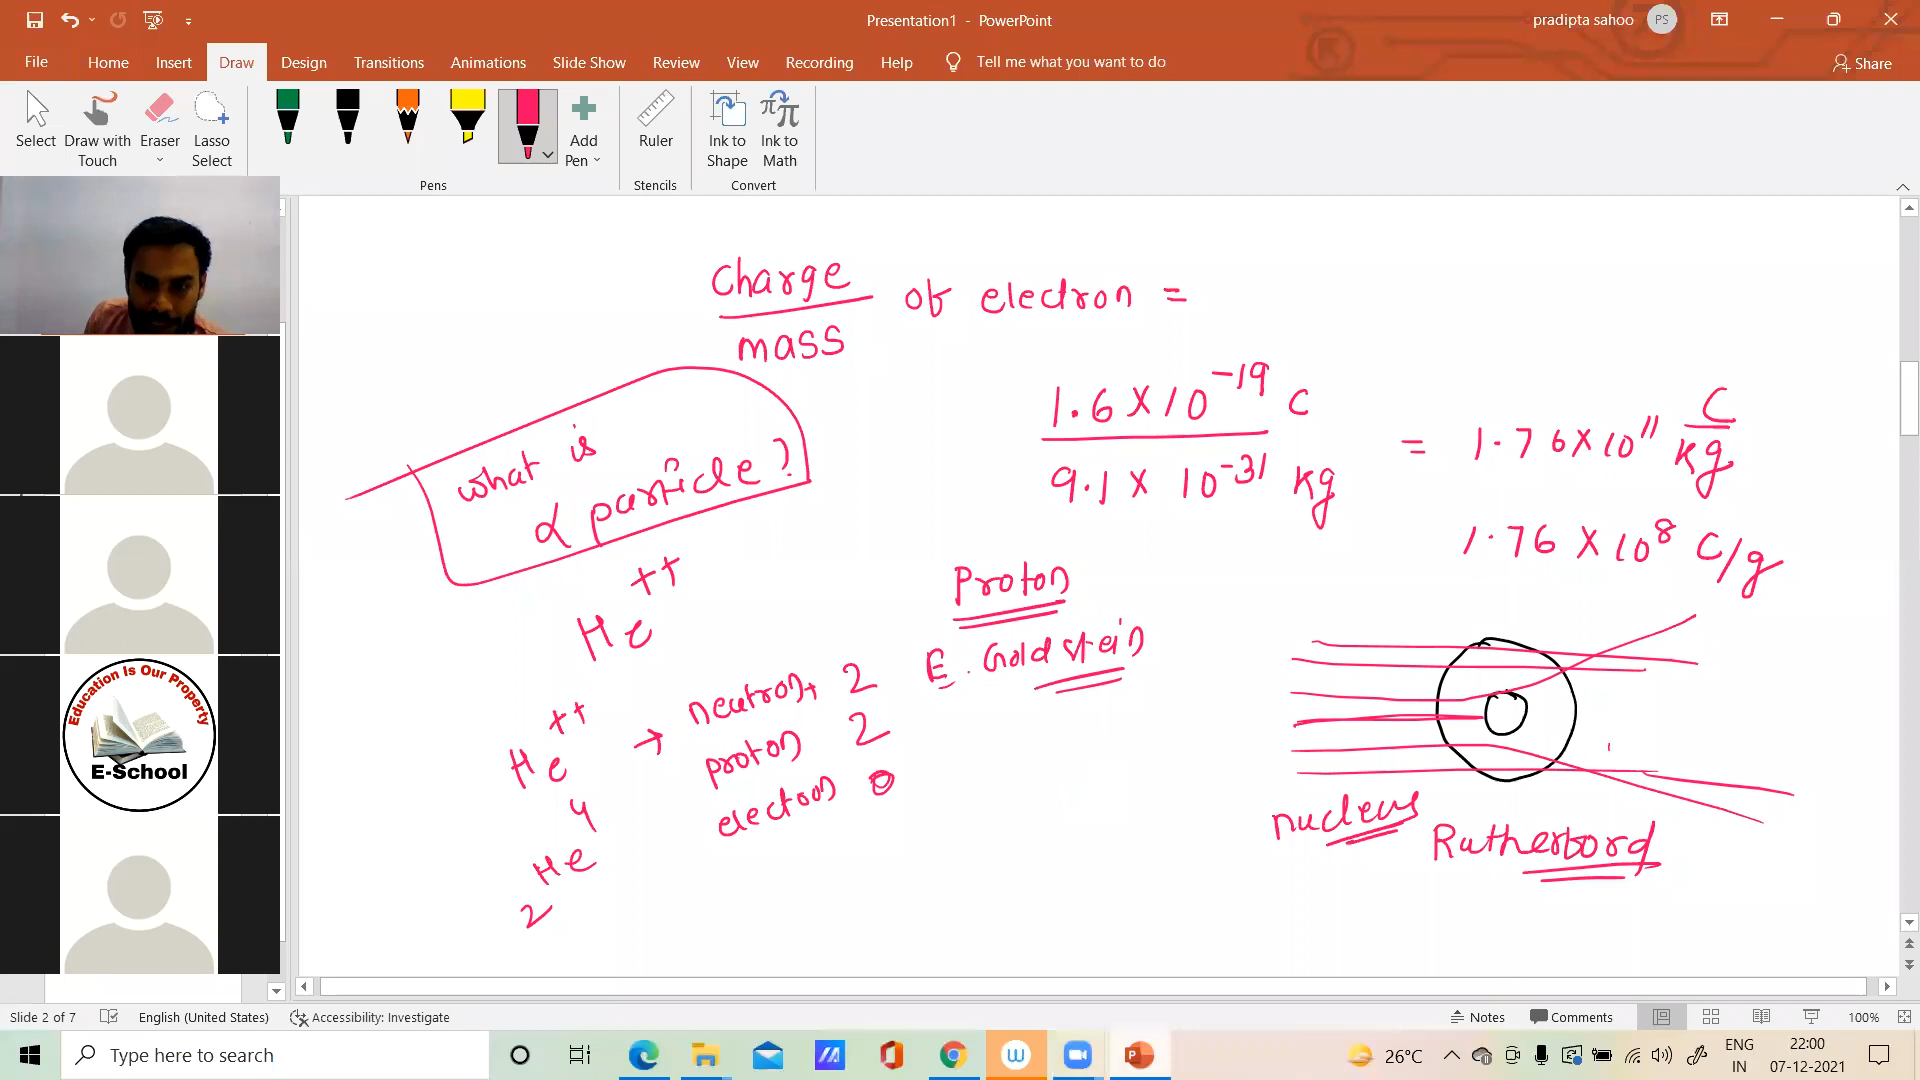 Presentation1 - PowerPoint
pradipta sahoo
PS
File
Home
Insert
Draw
Design
Transitions
Animations
Slide Show
Review
View
Recording
Help
Tell me what you want to do
Share
Select
Draw with Touch
Eraser
Lasso Select
Add Pen
Ruler
Ink to Shape
Ink to Math
Pens
Stencils
Convert
Charge
mass
of electron =
1.6 X 10^-19 C
9.1 X 10^-31 kg
= 1.76 X 10^11 C/kg
1.76 X 10^8 C/g
what is
α particle?
He++
Proton
E. Goldstein
He++ → neutron, 2
proton 2
electron 0
4
He
2
nucleus
Rutherford
Education Is Our Property
E-School
Slide 2 of 7
English (United States)
Accessibility: Investigate
Notes
Comments
100%
Type here to search
26°C
ENG
IN
22:00
07-12-2021